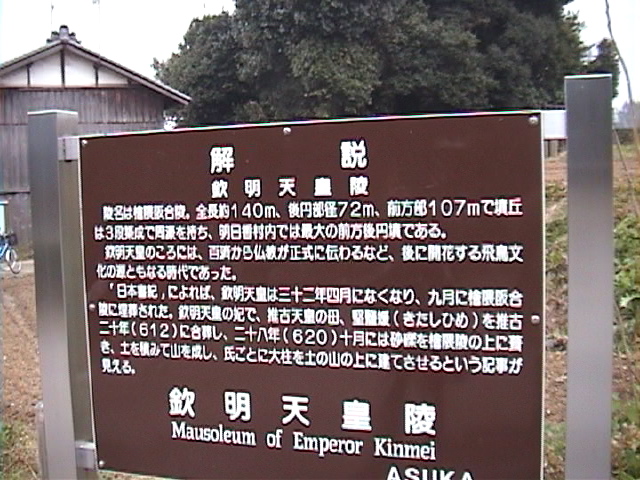 解説
欽明天皇陵
陵名は檜隈阪合陵。全長約140m、後円部径72m、前方部107mで墳丘
は3段築成で周濠を持ち、明日香村内では最大の前方後円墳である。
欽明天皇のころには、百済から仏教が正式に伝わるなど、後に開花する飛鳥文
化の源ともなる時代であった。
「日本書紀」によれば、欽明天皇は三十二年四月になくなり、九月に檜隈阪合
陵に埋葬された。欽明天皇の妃で、推古天皇の母、堅塩媛(きたしひめ)を推古
二十年(612)に合葬し、二十八年(620)十月には砂礫を檜隈陵の上に葺
き、土を積みて山を成し、氏ごとに大柱を土の山の上に建てさせるという記事が
見える。
欽明天皇陵
Mausoleum of Emperor Kinmei
ASUKA